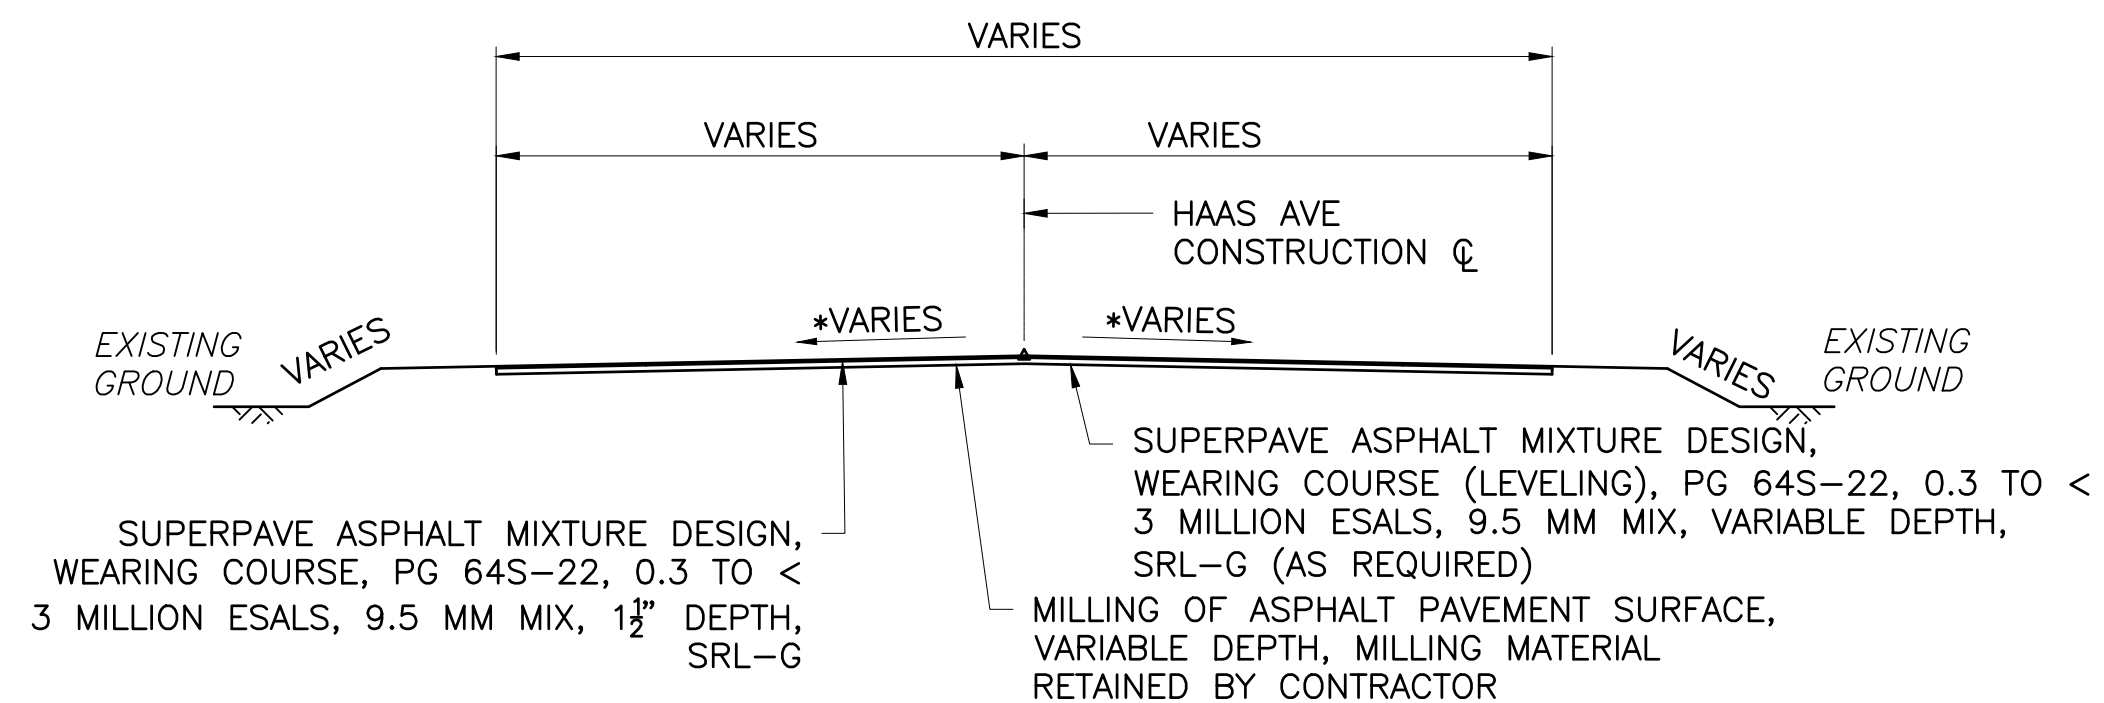 VARIES
VARIES
VARIES
HAAS AVE
CONSTRUCTION ℄
*VARIES
*VARIES
EXISTING
GROUND
VARIES
VARIES
EXISTING
GROUND
SUPERPAVE ASPHALT MIXTURE DESIGN,
WEARING COURSE (LEVELING), PG 64S-22, 0.3 TO <
3 MILLION ESALS, 9.5 MM MIX, VARIABLE DEPTH,
SRL-G (AS REQUIRED)
SUPERPAVE ASPHALT MIXTURE DESIGN,
WEARING COURSE, PG 64S-22, 0.3 TO <
3 MILLION ESALS, 9.5 MM MIX, 1½" DEPTH,
SRL-G
MILLING OF ASPHALT PAVEMENT SURFACE,
VARIABLE DEPTH, MILLING MATERIAL
RETAINED BY CONTRACTOR